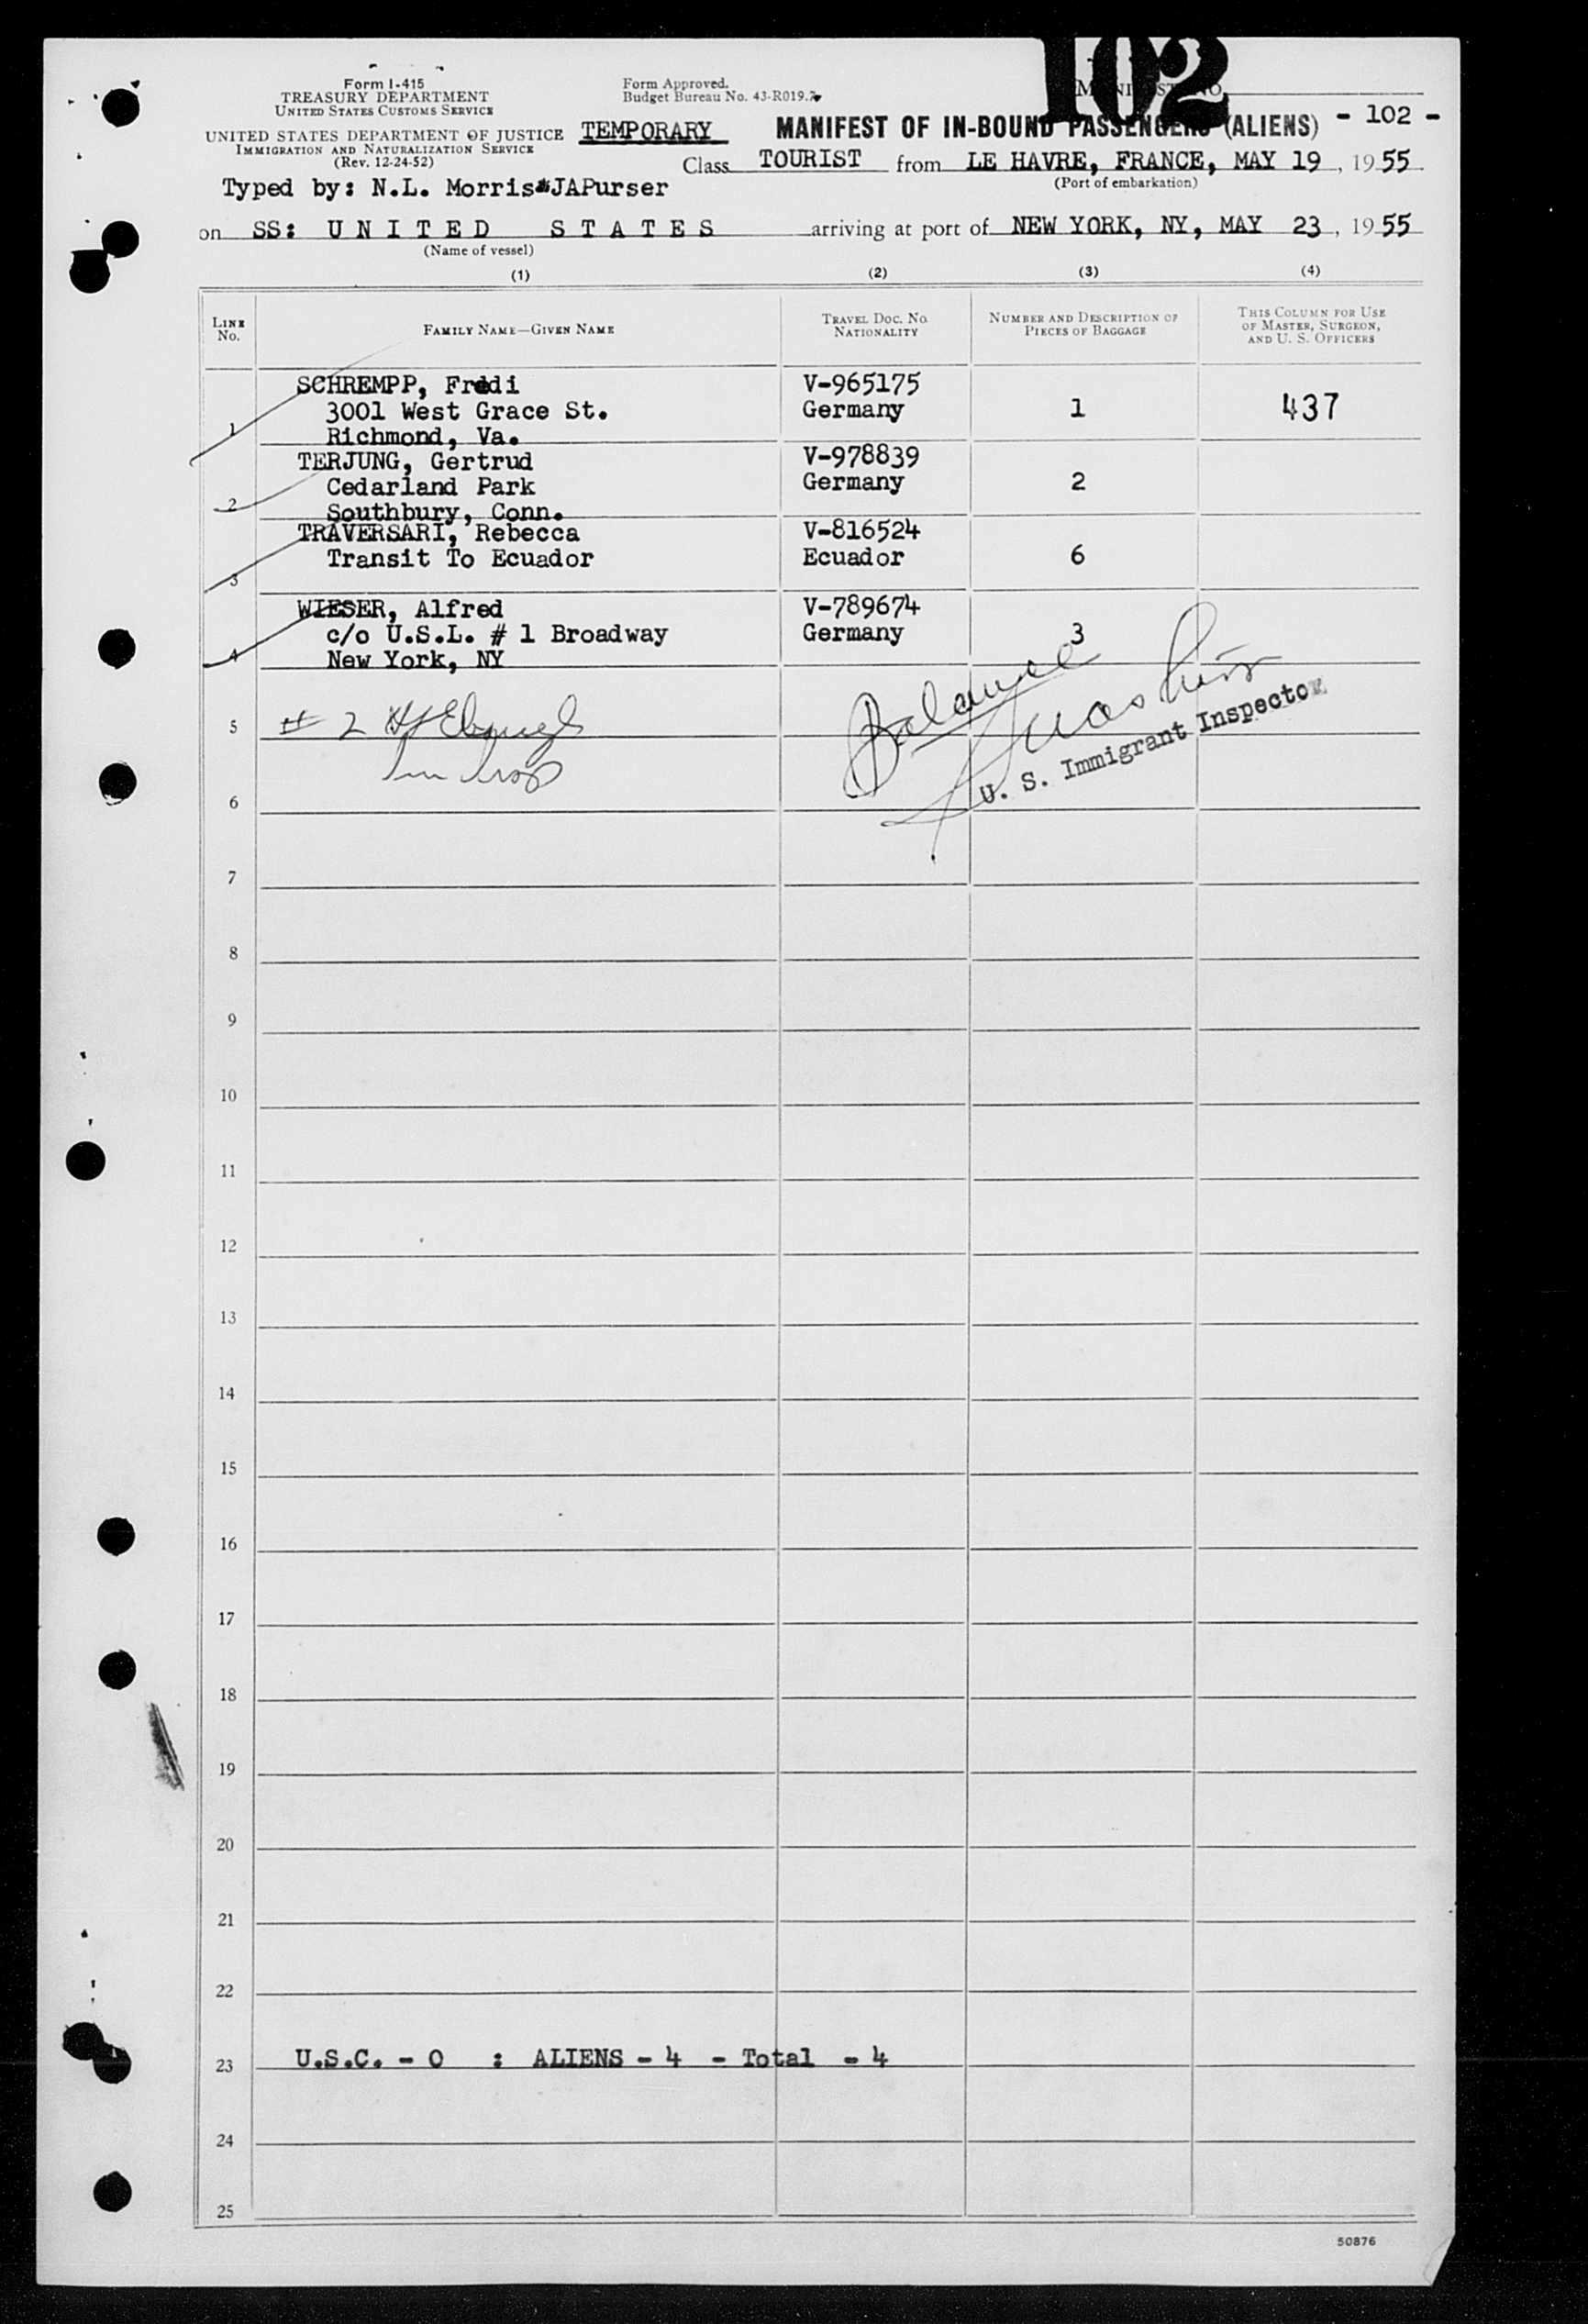 102
Form I-415
TREASURY DEPARTMENT
UNITED STATES CUSTOMS SERVICE
Form Approved.
Budget Bureau No. 43-R019.
UNITED STATES DEPARTMENT OF JUSTICE
IMMIGRATION AND NATURALIZATION SERVICE
(Rev. 12-24-52)
TEMPORARY MANIFEST OF IN-BOUND PASSENGERS (ALIENS) - 102 -
Class TOURIST from LE HAVRE, FRANCE, MAY 19, 1955
(Port of embarkation)
Typed by: N.L. Morris JAPurser
on SS: UNITED STATES arriving at port of NEW YORK, NY, MAY 23, 1955
(Name of vessel)
(1) (2) (3) (4)
LINE No. FAMILY NAME—GIVEN NAME TRAVEL DOC. NO. NATIONALITY NUMBER AND DESCRIPTION OF PIECES OF BAGGAGE THIS COLUMN FOR USE OF MASTER, SURGEON, AND U. S. OFFICERS
SCHREMPP, Fredi V-965175
3001 West Grace St. Germany 1 437
1 Richmond, Va.
TERJUNG, Gertrud V-978839
Cedarland Park Germany 2
2 Southbury, Conn.
TRAVERSARI, Rebecca V-816524
Transit To Ecuador Ecuador 6
3
WIESER, Alfred V-789674
c/o U.S.L. # 1 Broadway Germany 3
4 New York, NY
5 # 2
Balance
U. S. Immigrant Inspector
6
7
8
9
10
11
12
13
14
15
16
17
18
19
20
21
22
23 U.S.C. - 0 : ALIENS - 4 - Total - 4
24
25
50876